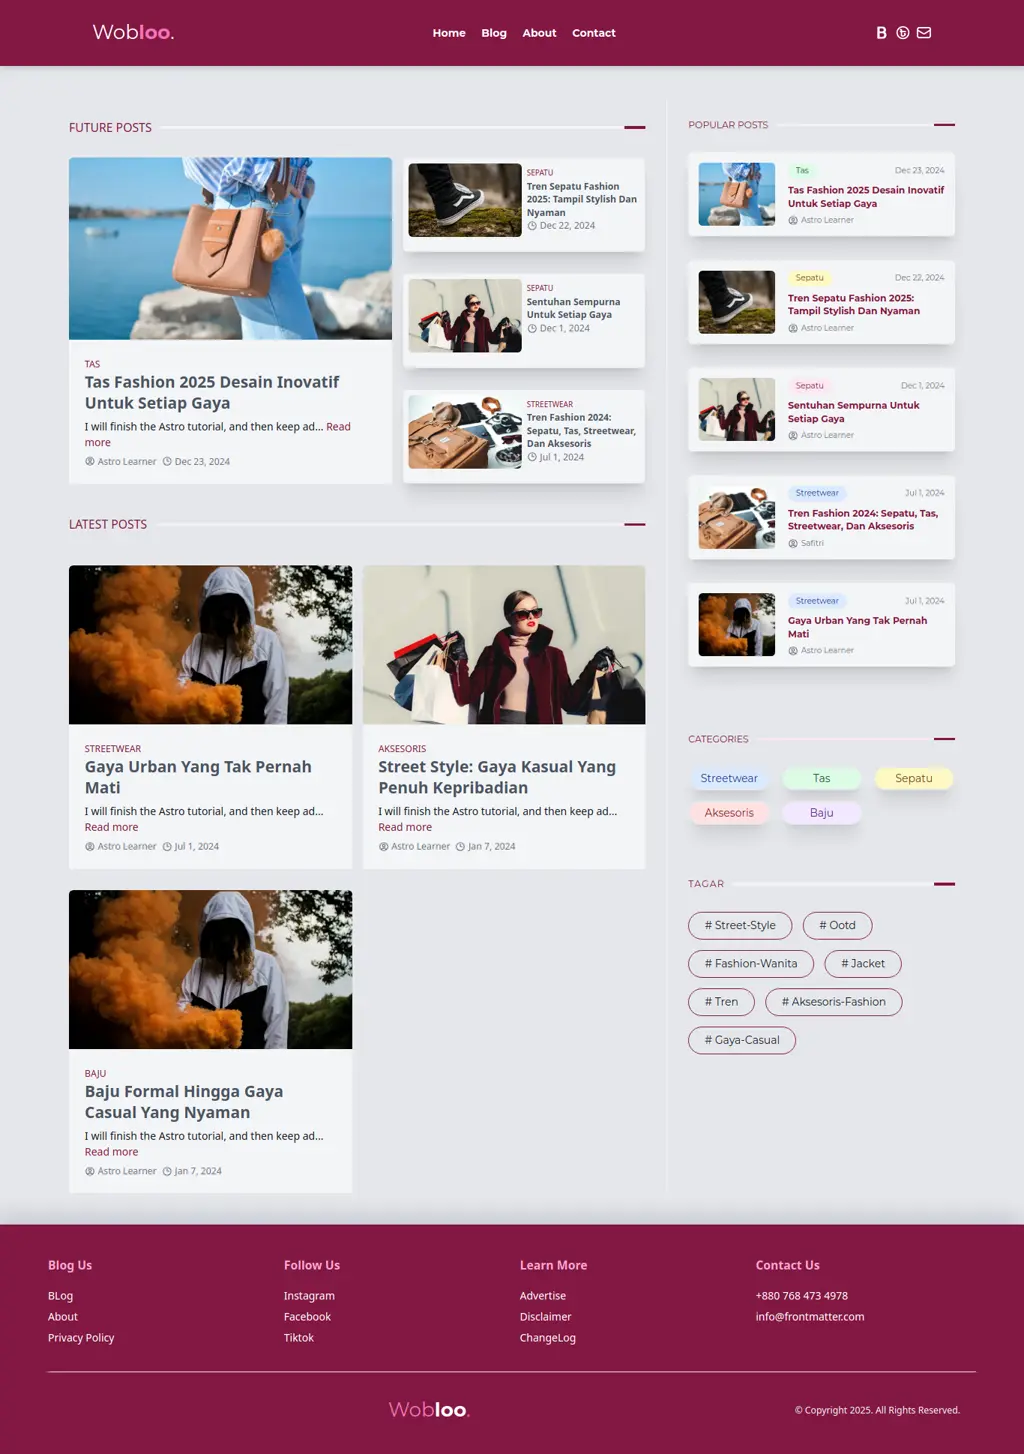 Wobloo.
Home Blog About Contact
FUTURE POSTS
TAS
Tas Fashion 2025 Desain Inovatif
Untuk Setiap Gaya
I will finish the Astro tutorial, and then keep ad... Read
more
Astro Learner Dec 23, 2024
SEPATU
Tren Sepatu Fashion
2025: Tampil Stylish Dan
Nyaman
Dec 22, 2024
SEPATU
Sentuhan Sempurna
Untuk Setiap Gaya
Dec 1, 2024
STREETWEAR
Tren Fashion 2024:
Sepatu, Tas, Streetwear,
Dan Aksesoris
Jul 1, 2024
LATEST POSTS
STREETWEAR
Gaya Urban Yang Tak Pernah
Mati
I will finish the Astro tutorial, and then keep ad...
Read more
Astro Learner Jul 1, 2024
AKSESORIS
Street Style: Gaya Kasual Yang
Penuh Kepribadian
I will finish the Astro tutorial, and then keep ad...
Read more
Astro Learner Jan 7, 2024
BAJU
Baju Formal Hingga Gaya
Casual Yang Nyaman
I will finish the Astro tutorial, and then keep ad...
Read more
Astro Learner Jan 7, 2024
POPULAR POSTS
Tas Dec 23, 2024
Tas Fashion 2025 Desain Inovatif
Untuk Setiap Gaya
Astro Learner
Sepatu Dec 22, 2024
Tren Sepatu Fashion 2025:
Tampil Stylish Dan Nyaman
Astro Learner
Sepatu Dec 1, 2024
Sentuhan Sempurna Untuk
Setiap Gaya
Astro Learner
Streetwear Jul 1, 2024
Tren Fashion 2024: Sepatu, Tas,
Streetwear, Dan Aksesoris
Safitri
Streetwear Jul 1, 2024
Gaya Urban Yang Tak Pernah
Mati
Astro Learner
CATEGORIES
Streetwear Tas Sepatu
Aksesoris Baju
TAGAR
# Street-Style # Ootd
# Fashion-Wanita # Jacket
# Tren # Aksesoris-Fashion
# Gaya-Casual
Blog Us
BLog
About
Privacy Policy
Follow Us
Instagram
Facebook
Tiktok
Learn More
Advertise
Disclaimer
ChangeLog
Contact Us
+880 768 473 4978
info@frontmatter.com
Wobloo.
© Copyright 2025. All Rights Reserved.